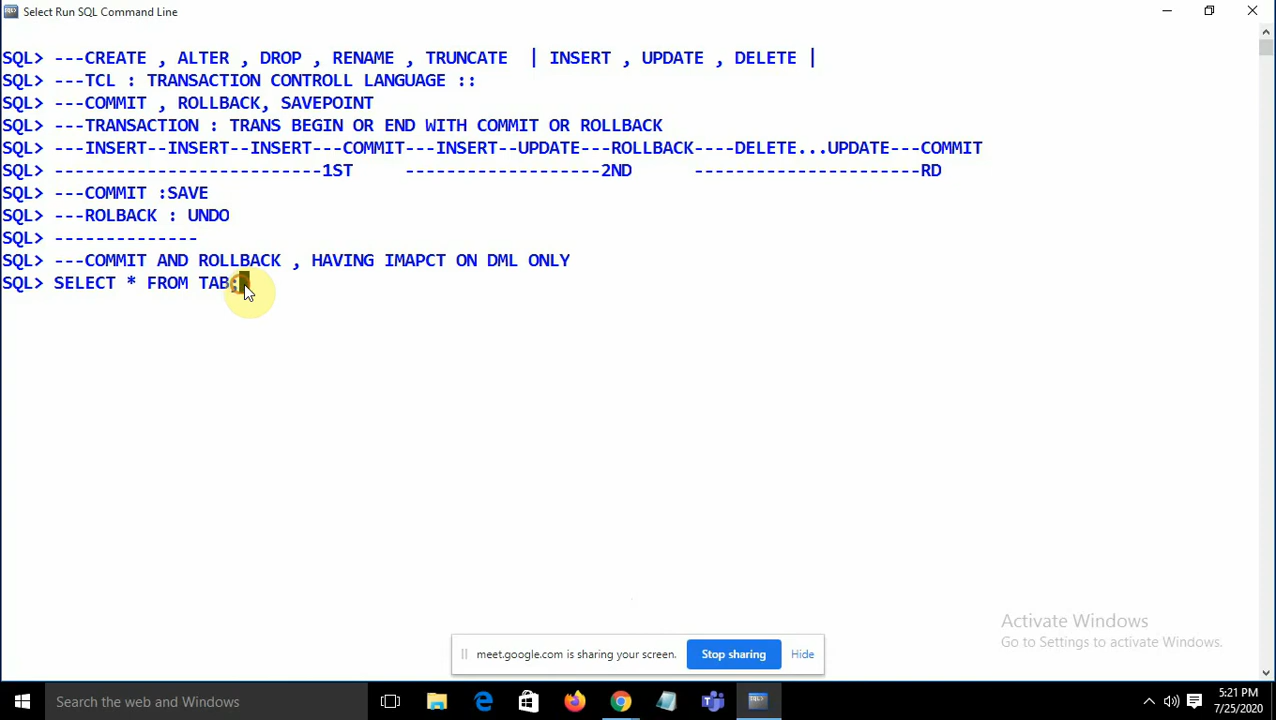 Select Run SQL Command Line
SQL> ---CREATE , ALTER , DROP , RENAME , TRUNCATE | INSERT , UPDATE , DELETE |
SQL> ---TCL : TRANSACTION CONTROLL LANGUAGE ::
SQL> ---COMMIT , ROLLBACK, SAVEPOINT
SQL> ---TRANSACTION : TRANS BEGIN OR END WITH COMMIT OR ROLLBACK
SQL> ---INSERT--INSERT--INSERT---COMMIT---INSERT--UPDATE---ROLLBACK----DELETE...UPDATE---COMMIT
SQL> --------------------------1ST     -------------------2ND      ----------------------RD
SQL> ---COMMIT :SAVE
SQL> ---ROLBACK : UNDO
SQL> --------------
SQL> ---COMMIT AND ROLLBACK , HAVING IMAPCT ON DML ONLY
SQL> SELECT * FROM TAB;
Activate Windows
Go to Settings to activate Windows.
meet.google.com is sharing your screen.
Stop sharing
Hide
Search the web and Windows
5:21 PM
7/25/2020